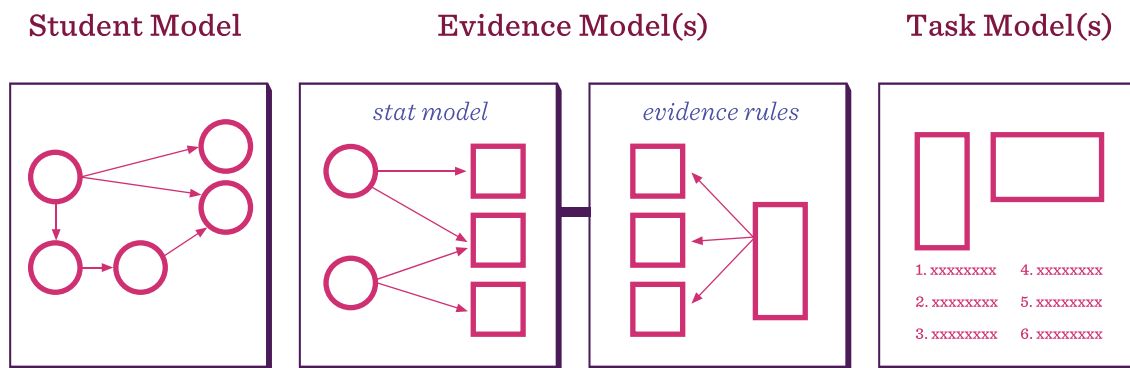 Student Model
Evidence Model(s)
Task Model(s)
stat model
evidence rules
1. xxxxxxxx
2. xxxxxxxx
3. xxxxxxxx
4. xxxxxxxx
5. xxxxxxxx
6. xxxxxxxx